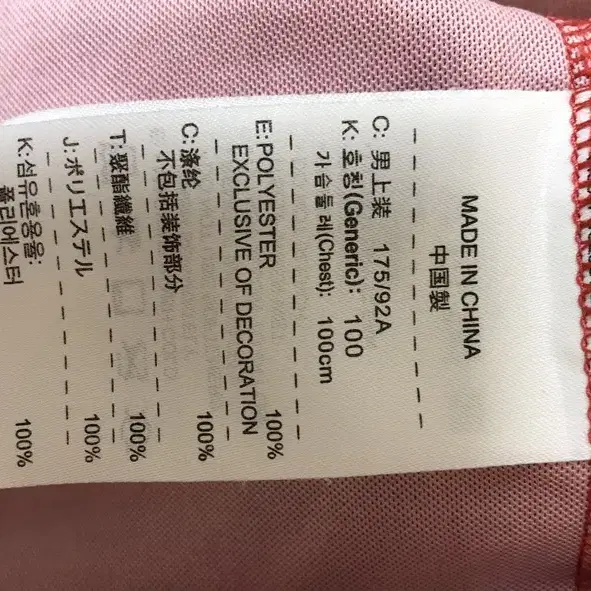 MADE IN CHINA
中国製
C: 男上装 175/92A
K: 호칭(Generic): 100
가슴둘레(Chest): 100cm
E:POLYESTER 100%
EXCLUSIVE OF DECORATION
C:涤纶 100%
不包括装饰部分
T:聚酯纖維 100%
J:ポリエステル 100%
K:섬유혼용율:
폴리에스터 100%